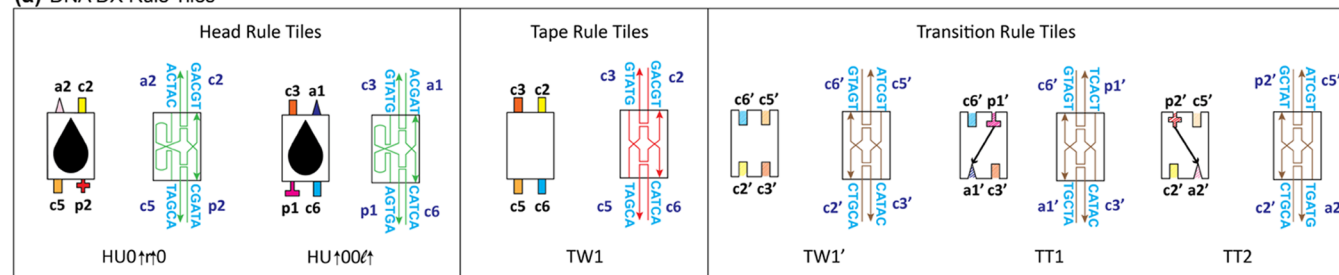 (a) DNA DX Rule Tiles
Head Rule Tiles
Tape Rule Tiles
Transition Rule Tiles
a2 c2
a2 ACTAC GACGT c2
c3 a1
c3 GTATG ACGAT a1
c3 c2
c3 GTATG GACGT c2
c6’ c5’
c6’ GTAGT ATCGT c5’
c6’ p1’
c6’ GTAGT TCACT p1’
p2’ c5’
p2’ GCTAT ATCGT c5’
c5 p2
c5 TAGCA CGATA p2
p1 c6
p1 AGTGA CATCA c6
c5 c6
c5 TAGCA CATCA c6
c2’ c3’
c2’ CTGCA CATAC c3’
a1’ c3’
a1’ TGCTA CATAC c3’
c2’ a2’
c2’ CTGCA TGATG a2
HU0↑r↑0
HU↑00ℓ↑
TW1
TW1’
TT1
TT2